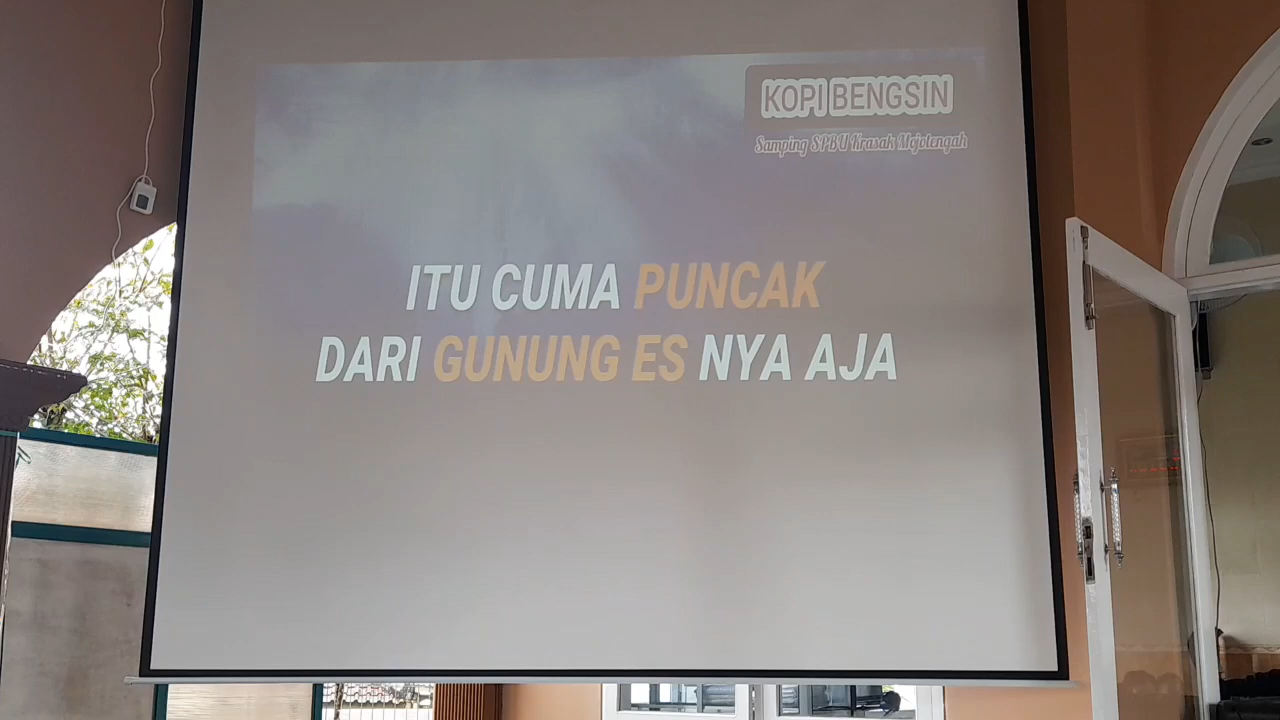 KOPI BENGSIN
Samping SPBU Krasak Mojotengah
ITU CUMA PUNCAK
DARI GUNUNG ES NYA AJA